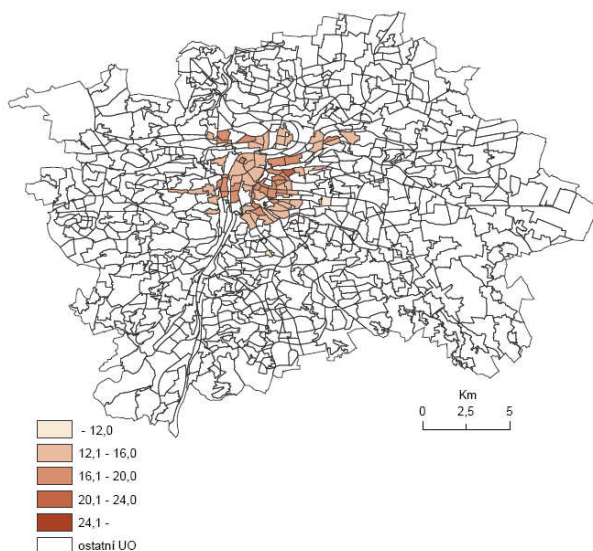 Km
0 2,5 5
- 12,0
12,1 - 16,0
16,1 - 20,0
20,1 - 24,0
24,1 -
ostatní UO